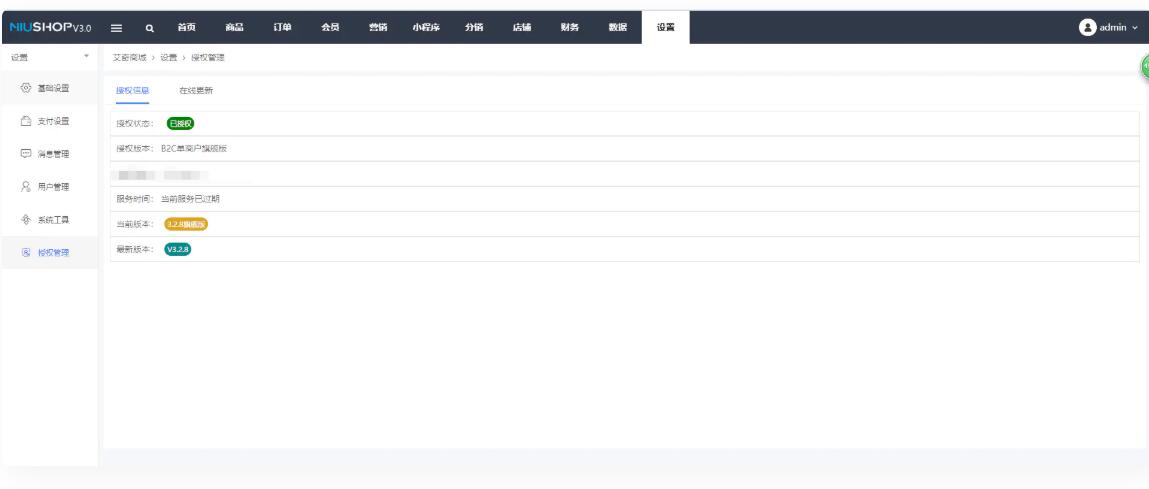 NIUSHOPV3.0 首页 商品 订单 会员 营销 小程序 分销 店铺 财务 数据 设置 admin
设置 艾奇商城 > 设置 > 授权管理
基础设置
支付设置
消息管理
用户管理
系统工具
授权管理
授权信息 在线更新
授权状态: 已授权
授权版本: B2C单商户旗舰版
服务时间: 当前服务已过期
当前版本: 3.2.8旗舰版
最新版本: V3.2.8